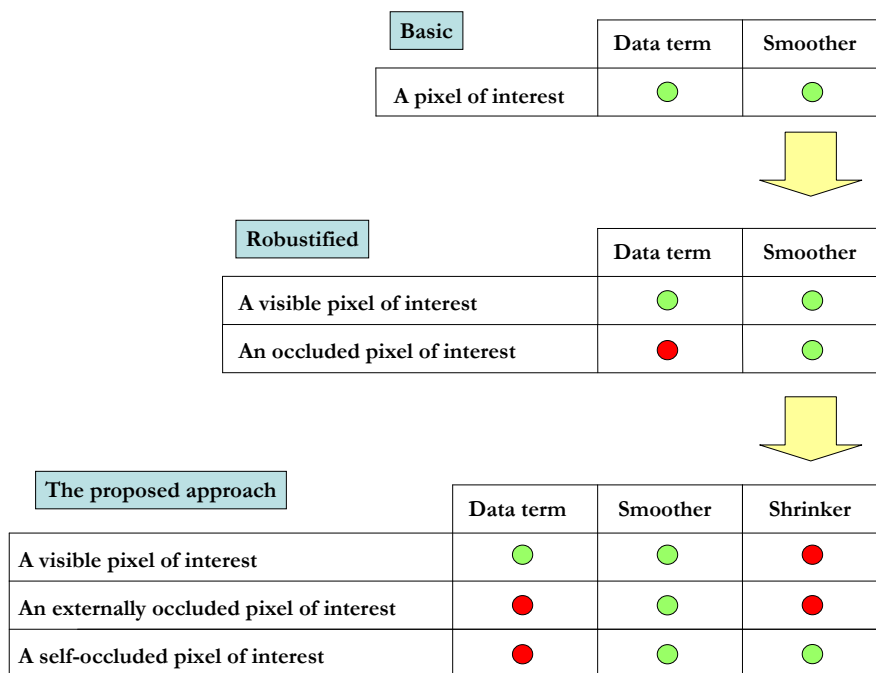 Basic
Data term Smoother
A pixel of interest
Robustified
Data term Smoother
A visible pixel of interest
An occluded pixel of interest
The proposed approach
Data term Smoother Shrinker
A visible pixel of interest
An externally occluded pixel of interest
A self-occluded pixel of interest